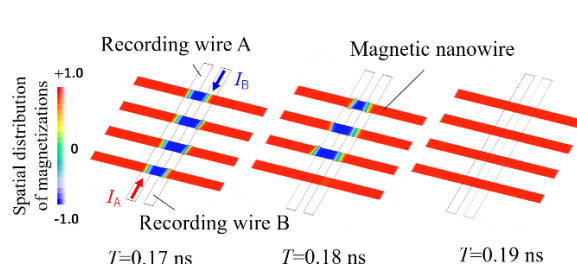 Recording wire A
Magnetic nanowire
+1.0
I_B
Spatial distribution
of magnetizations
0
I_A
-1.0
Recording wire B
T=0.17 ns
T=0.18 ns
T=0.19 ns